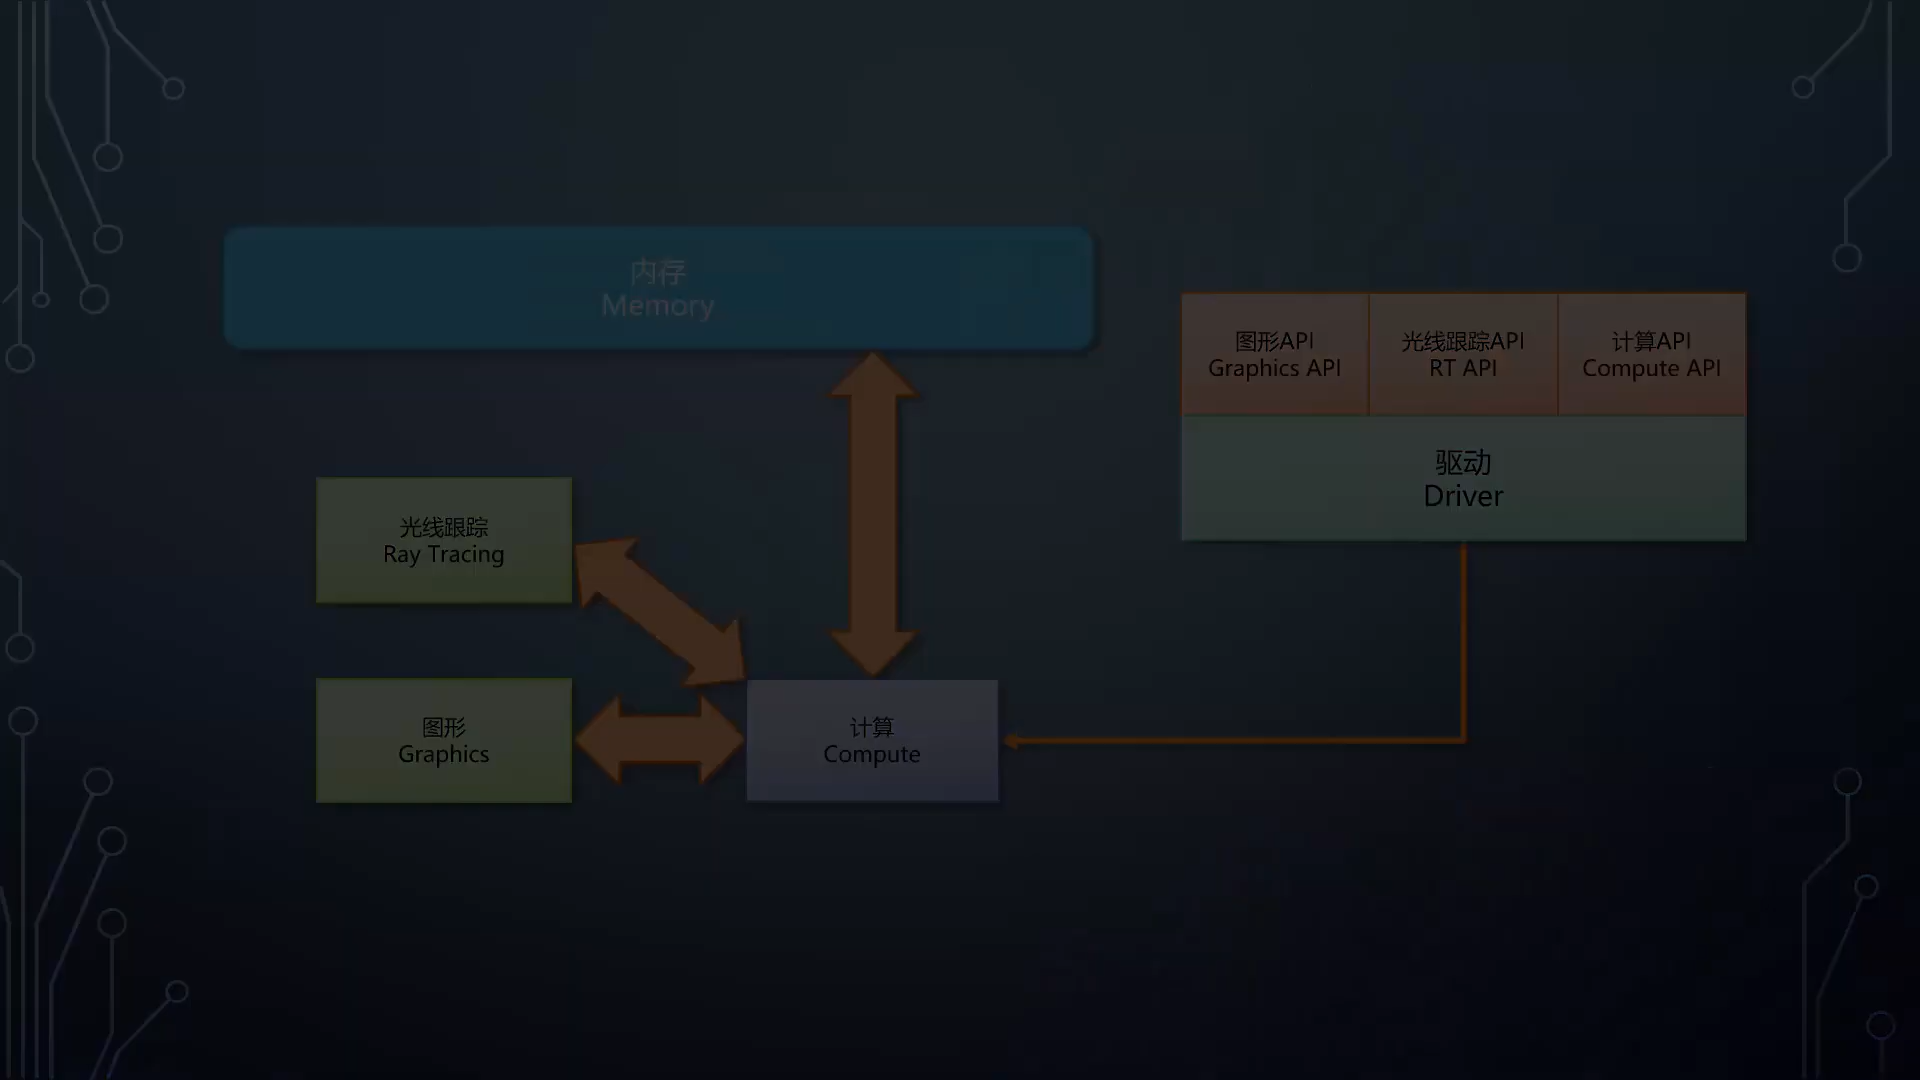 内存
Memory
图形API
Graphics API
光线跟踪API
RT API
计算API
Compute API
驱动
Driver
光线跟踪
Ray Tracing
图形
Graphics
计算
Compute